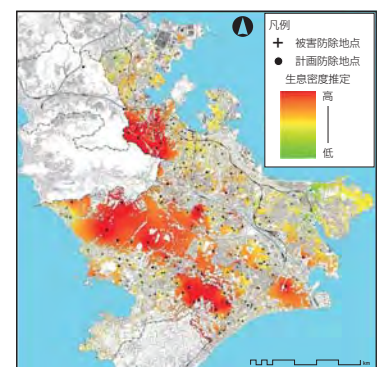 凡例
+ 被害防除地点
● 計画防除地点
生息密度推定
高
低
km